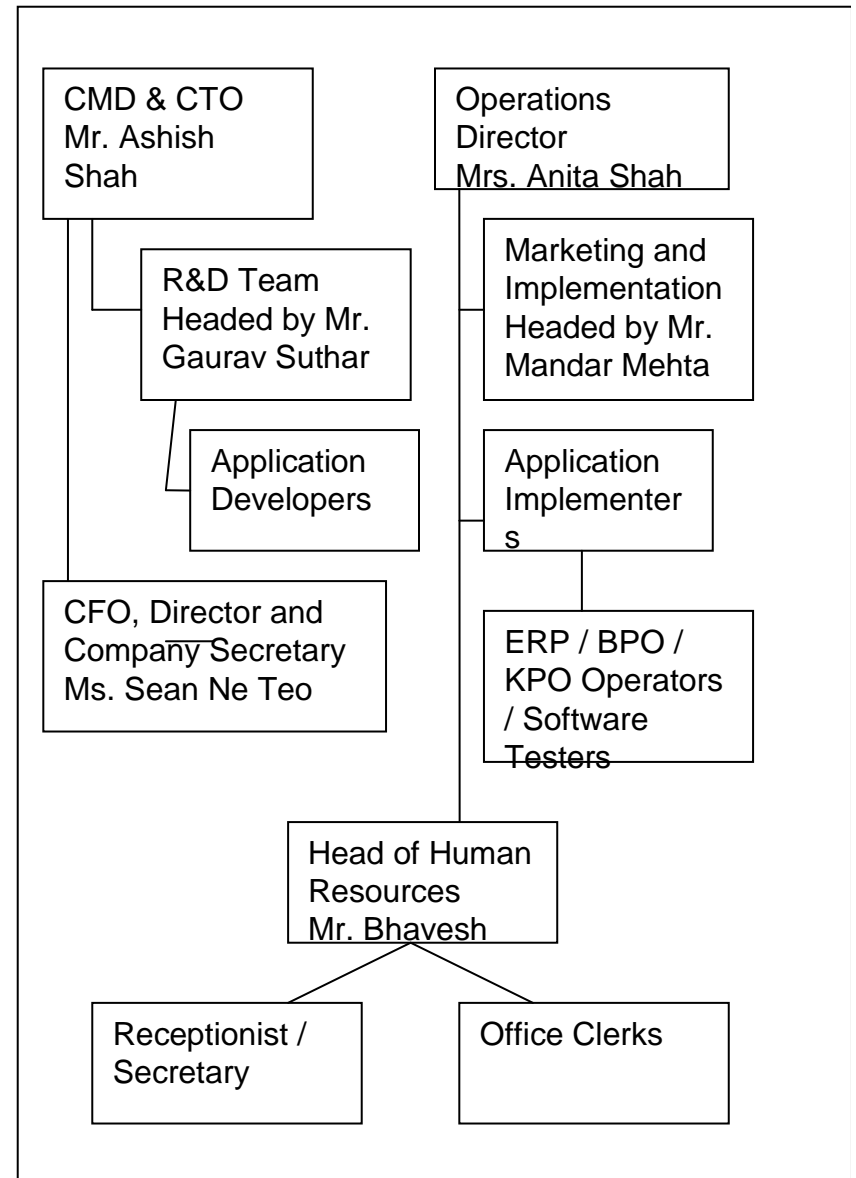 CMD & CTO
Mr. Ashish
Shah
Operations
Director
Mrs. Anita Shah
R&D Team
Headed by Mr.
Gaurav Suthar
Marketing and
Implementation
Headed by Mr.
Mandar Mehta
Application
Developers
Application
Implementer
s
CFO, Director and
Company Secretary
Ms. Sean Ne Teo
ERP / BPO /
KPO Operators
/ Software
Testers
Head of Human
Resources
Mr. Bhavesh
Receptionist /
Secretary
Office Clerks